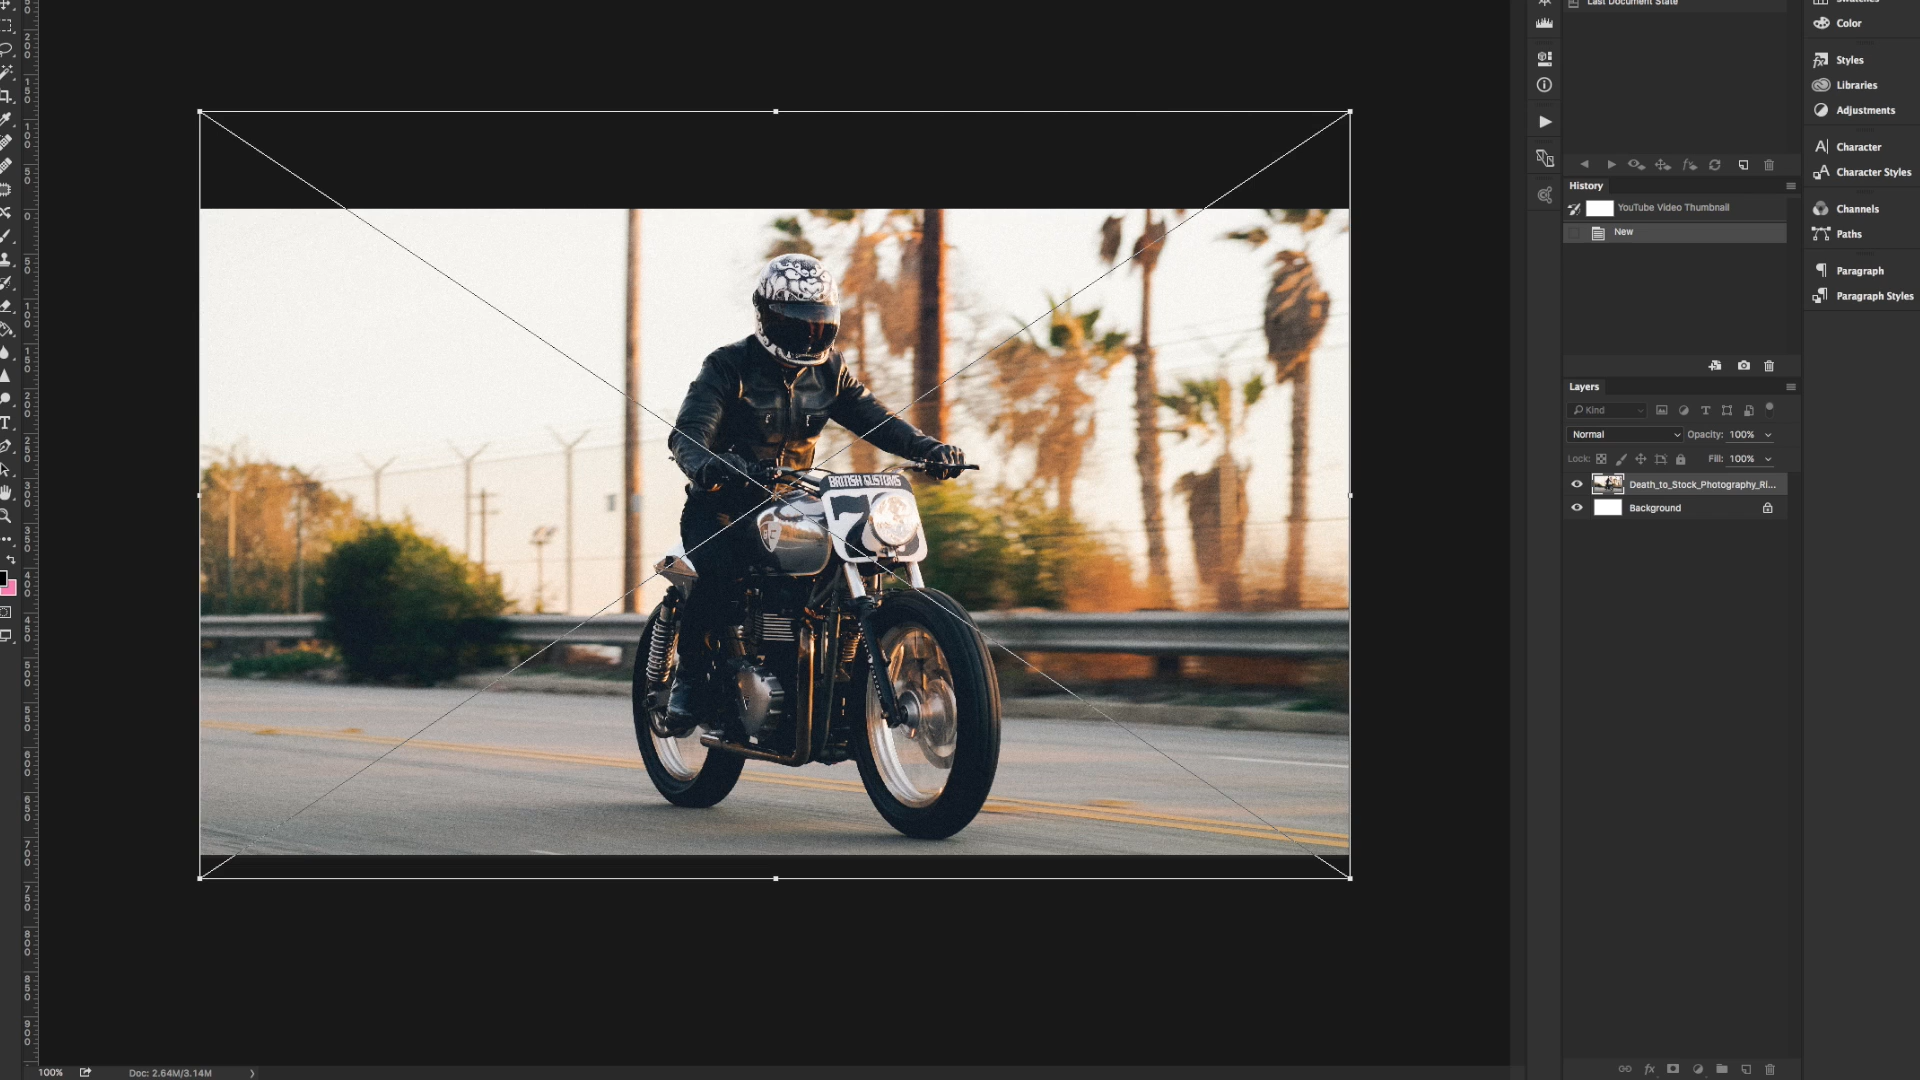 Last Document State
Color
Styles
Libraries
Adjustments
Character
Character Styles
Channels
Paths
Paragraph
Paragraph Styles
History
YouTube Video Thumbnail
New
Layers
Kind
Normal
Opacity: 100%
Lock:
Fill: 100%
Death_to_Stock_Photography_Ri...
Background
BRITISH CUSTOMS
7
100%
Doc: 2.64M/3.14M